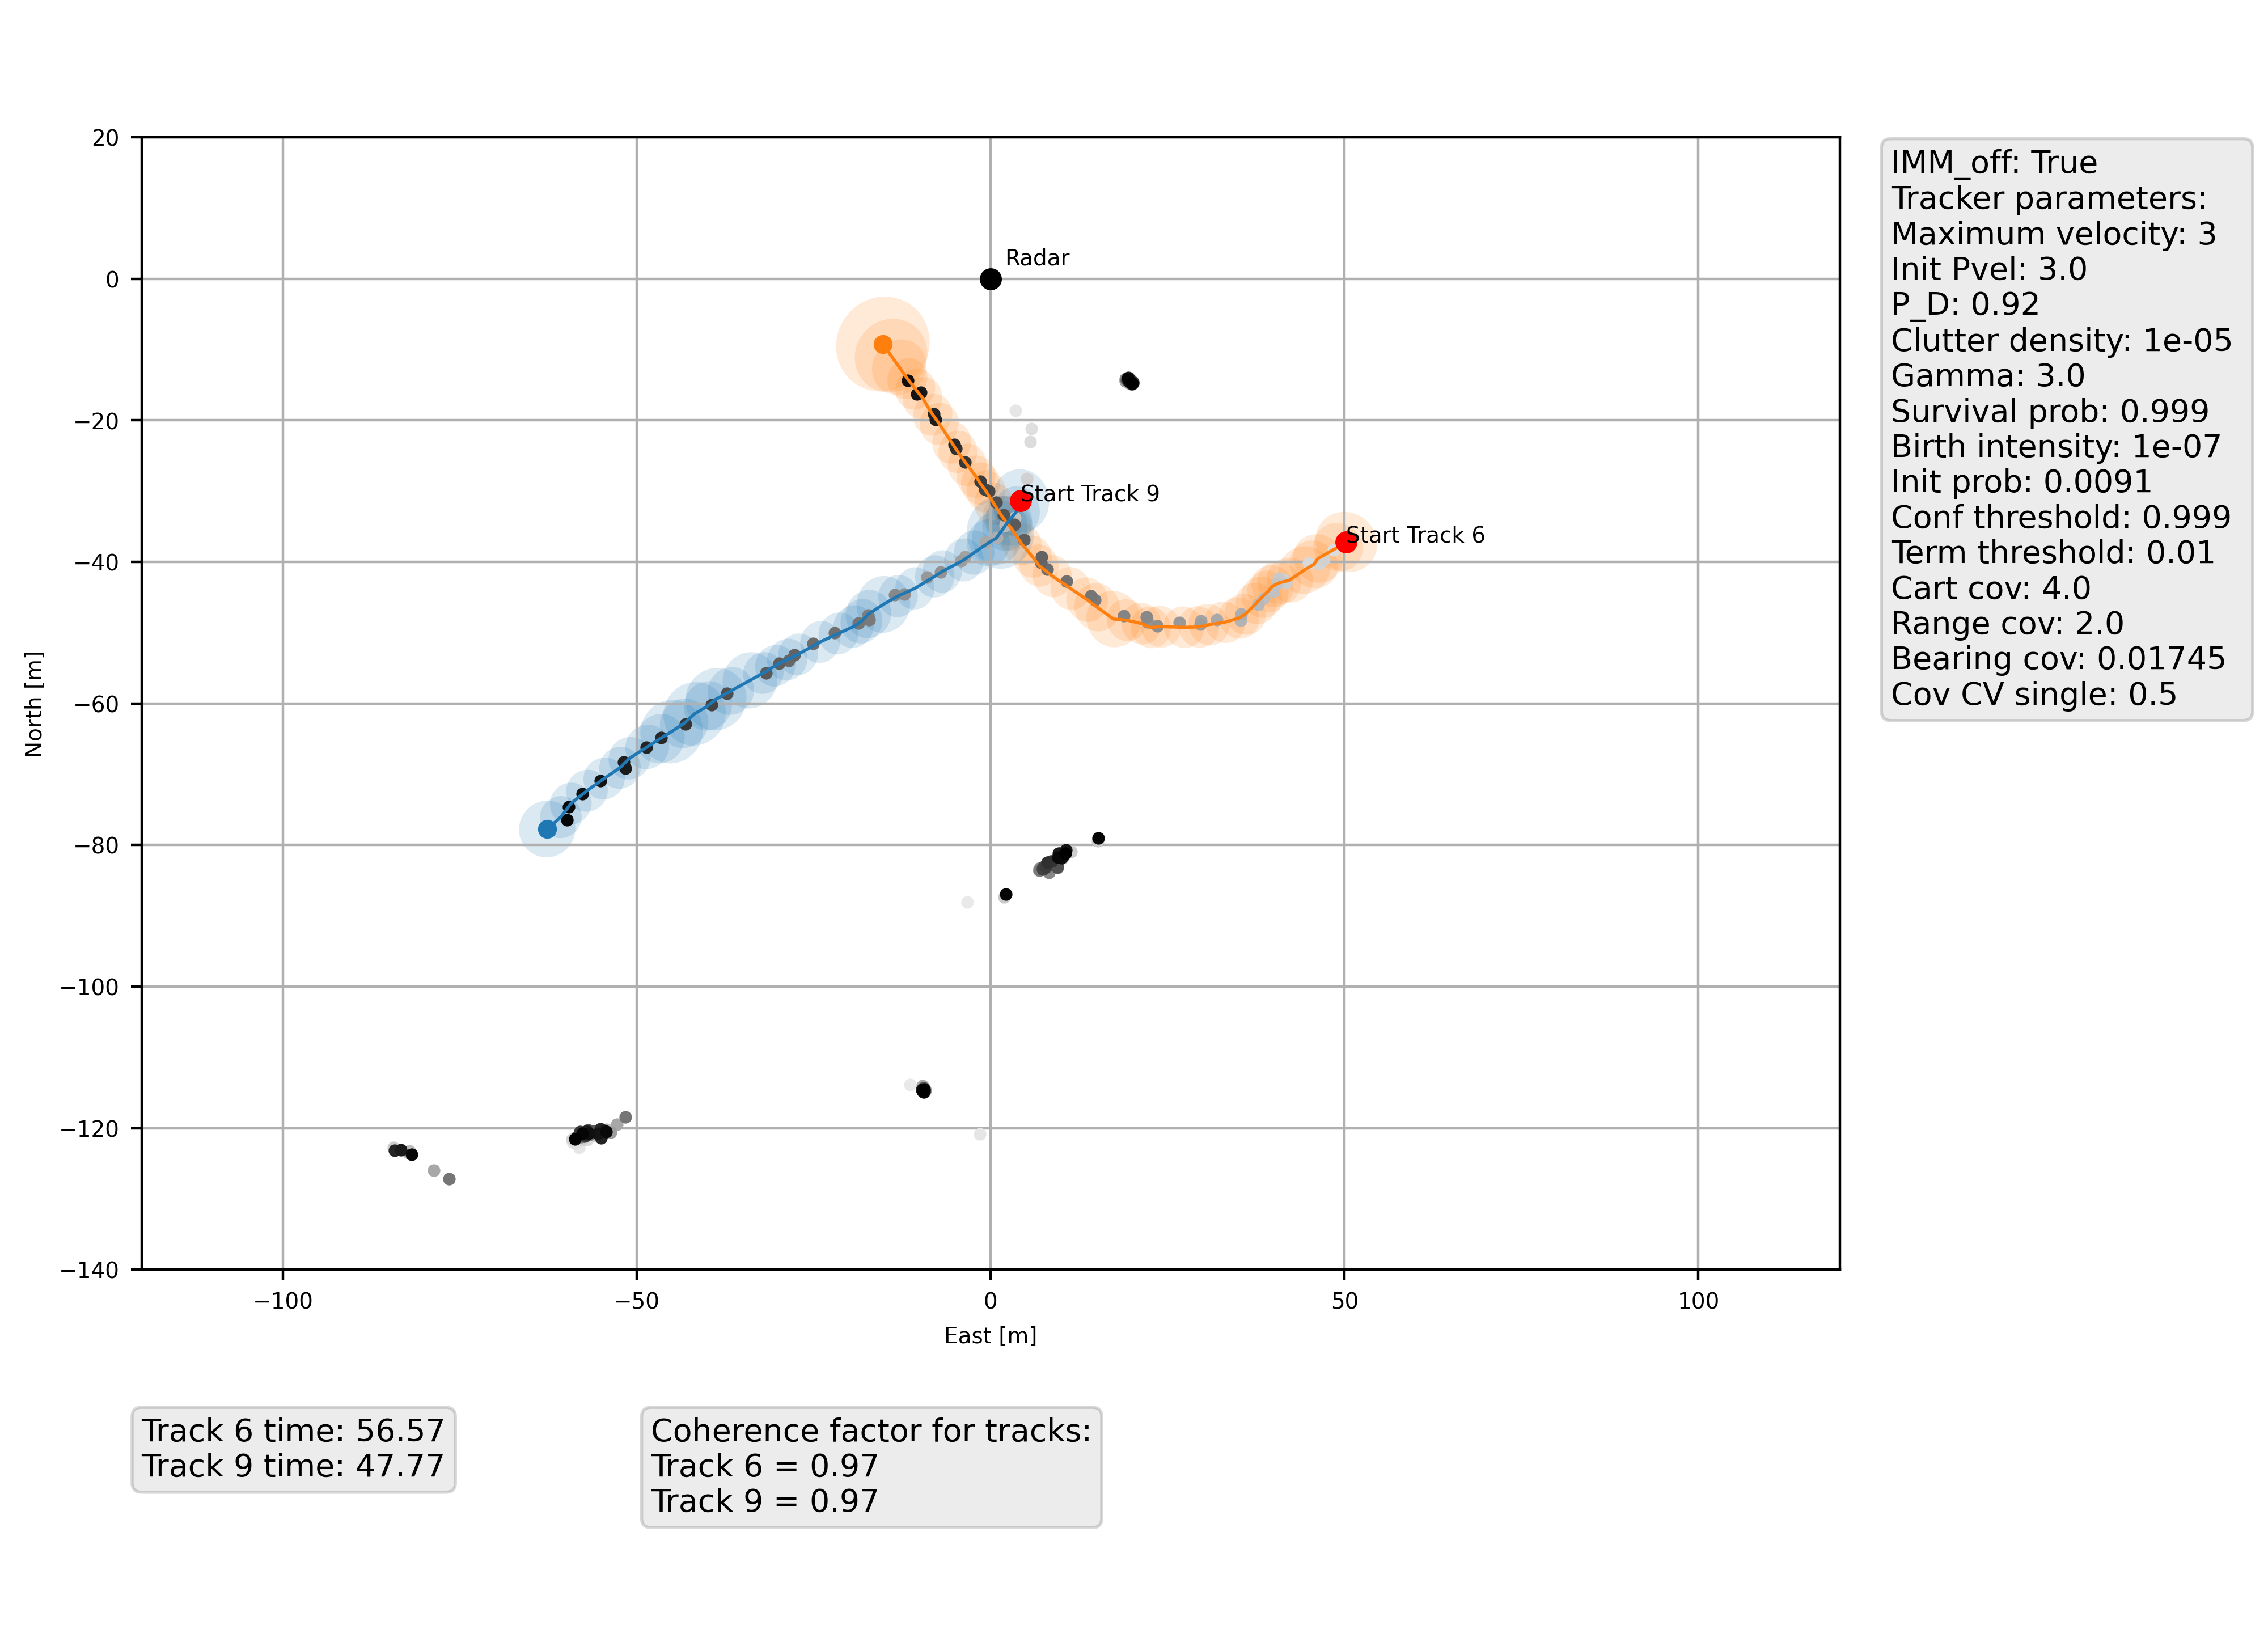 20
0
−20
−40
−60
−80
−100
−120
−140
North [m]
Radar
Start Track 9
Start Track 6
−100
−50
0
50
100
East [m]
IMM_off: True
Tracker parameters:
Maximum velocity: 3
Init Pvel: 3.0
P_D: 0.92
Clutter density: 1e-05
Gamma: 3.0
Survival prob: 0.999
Birth intensity: 1e-07
Init prob: 0.0091
Conf threshold: 0.999
Term threshold: 0.01
Cart cov: 4.0
Range cov: 2.0
Bearing cov: 0.01745
Cov CV single: 0.5
Track 6 time: 56.57
Track 9 time: 47.77
Coherence factor for tracks:
Track 6 = 0.97
Track 9 = 0.97